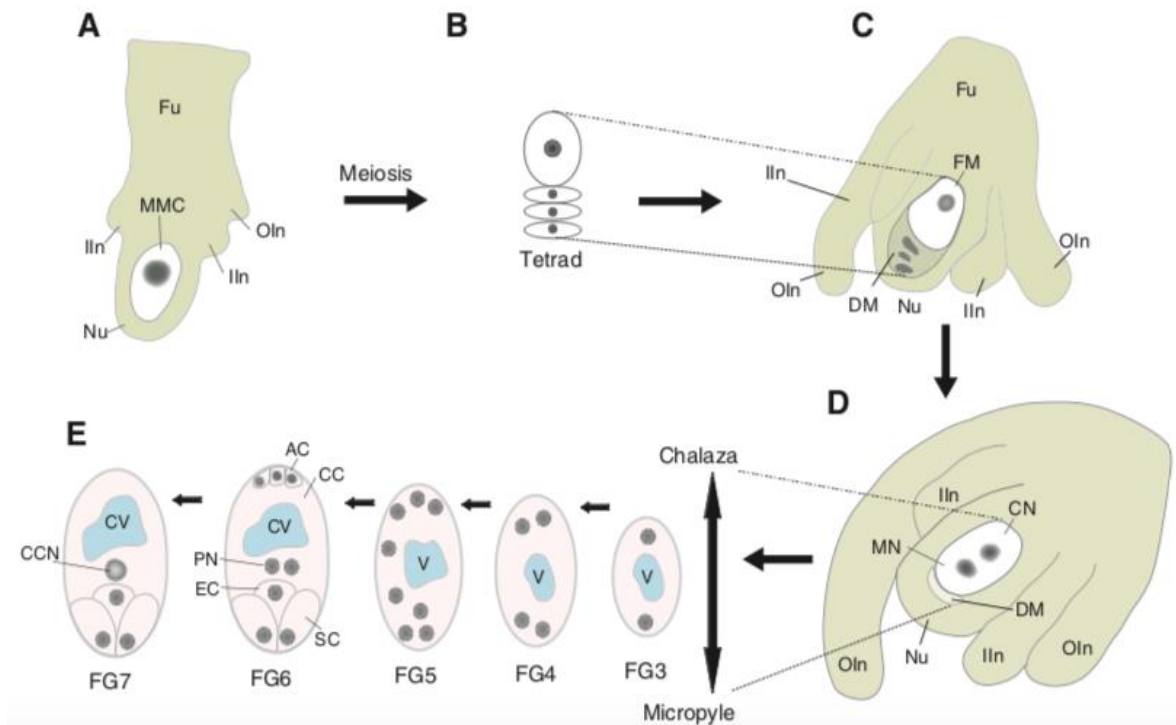 A
Fu
MMC
IIn
OIn
IIn
Nu
Meiosis
B
Tetrad
C
Fu
FM
IIn
OIn
OIn
DM
Nu
IIn
D
IIn
CN
MN
DM
OIn
Nu
IIn
OIn
Chalaza
Micropyle
E
AC
CC
CV
CV
CCN
PN
EC
SC
V
V
V
FG7
FG6
FG5
FG4
FG3